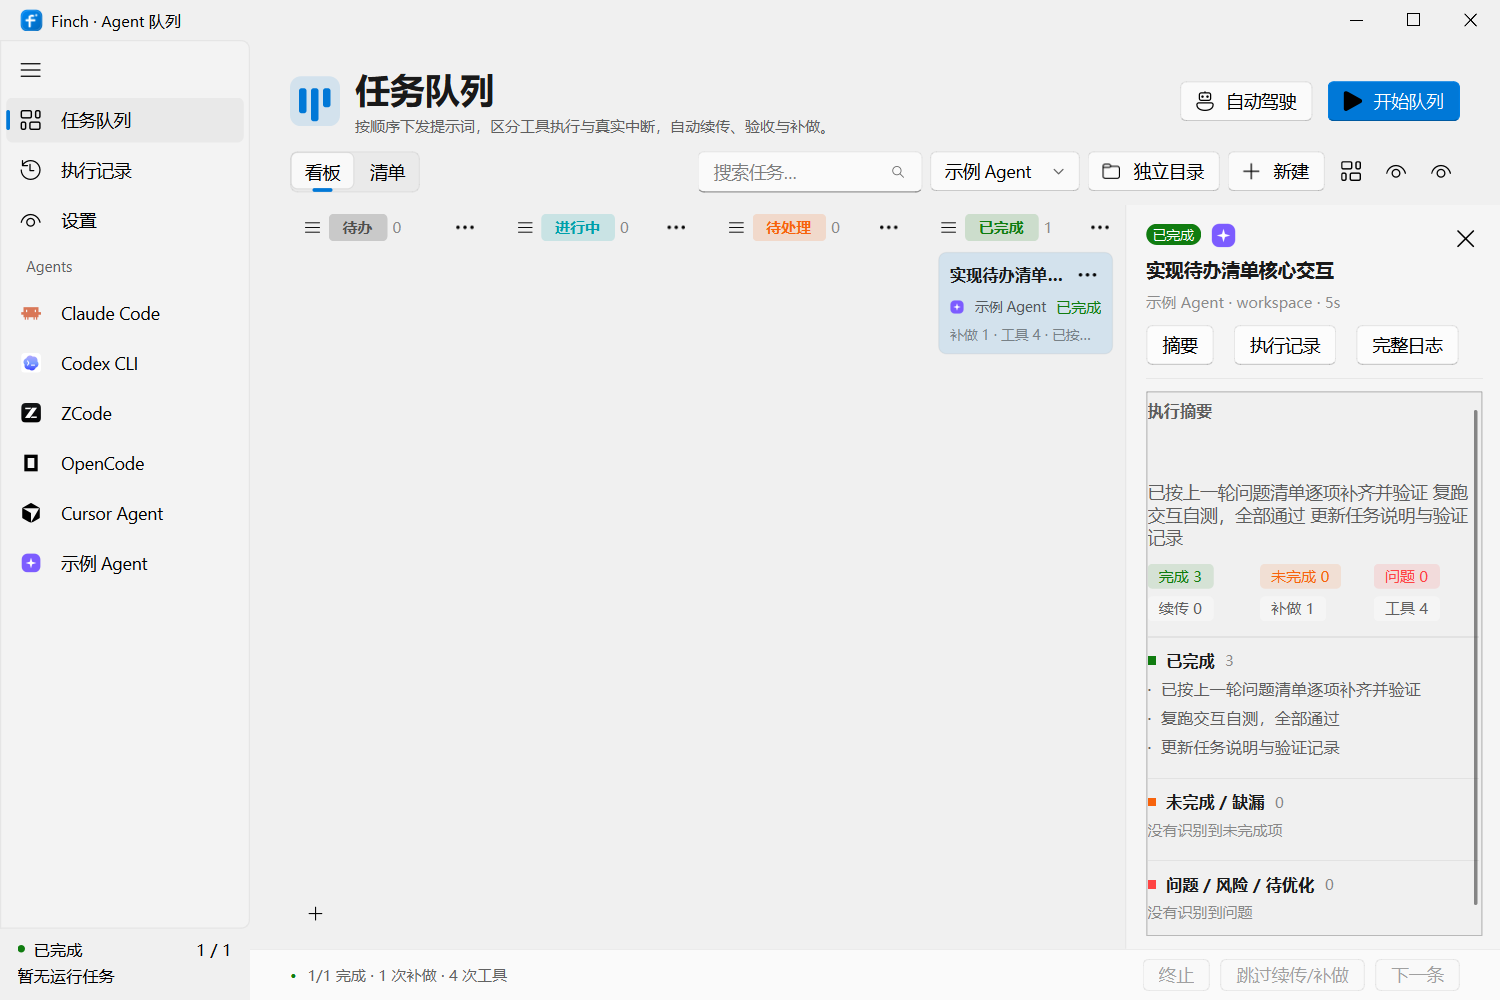 Finch · Agent 队列
任务队列
执行记录
设置
Agents
Claude Code
Codex CLI
ZCode
OpenCode
Cursor Agent
示例 Agent
已完成 1 / 1
暂无运行任务
任务队列
按顺序下发提示词，区分工具执行与真实中断，自动续传、验收与补做。
自动驾驶
开始队列
看板 清单
搜索任务...
示例 Agent
独立目录
新建
待办 0
进行中 0
待处理 0
已完成 1
实现待办清单...
示例 Agent 已完成
补做 1 · 工具 4 · 已按...
已完成
实现待办清单核心交互
示例 Agent · workspace · 5s
摘要 执行记录 完整日志
执行摘要
已按上一轮问题清单逐项补齐并验证 复跑
交互自测，全部通过 更新任务说明与验证
记录
完成 3 未完成 0 问题 0
续传 0 补做 1 工具 4
已完成 3
· 已按上一轮问题清单逐项补齐并验证
· 复跑交互自测，全部通过
· 更新任务说明与验证记录
未完成 / 缺漏 0
没有识别到未完成项
问题 / 风险 / 待优化 0
没有识别到问题
1/1 完成 · 1 次补做 · 4 次工具
终止 跳过续传/补做 下一条